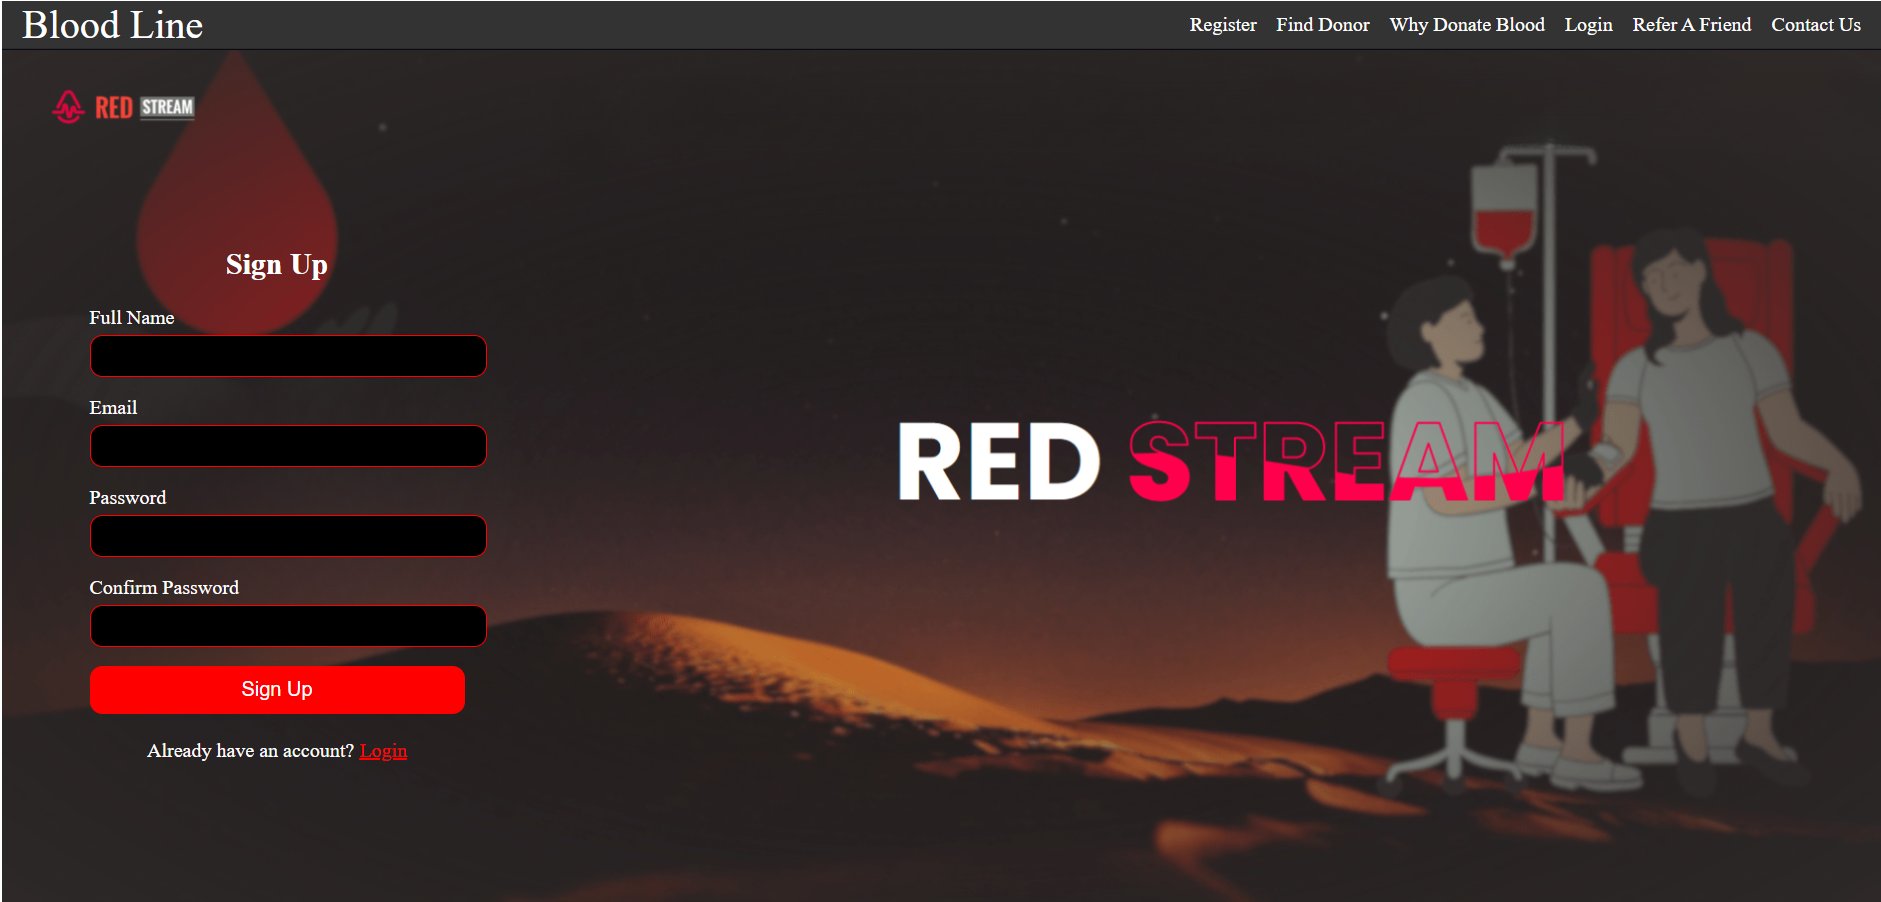 Blood Line
Register Find Donor Why Donate Blood Login Refer A Friend Contact Us
RED STREAM
Sign Up
Full Name
Email
RED STREAM
Password
Confirm Password
Sign Up
Already have an account? Login